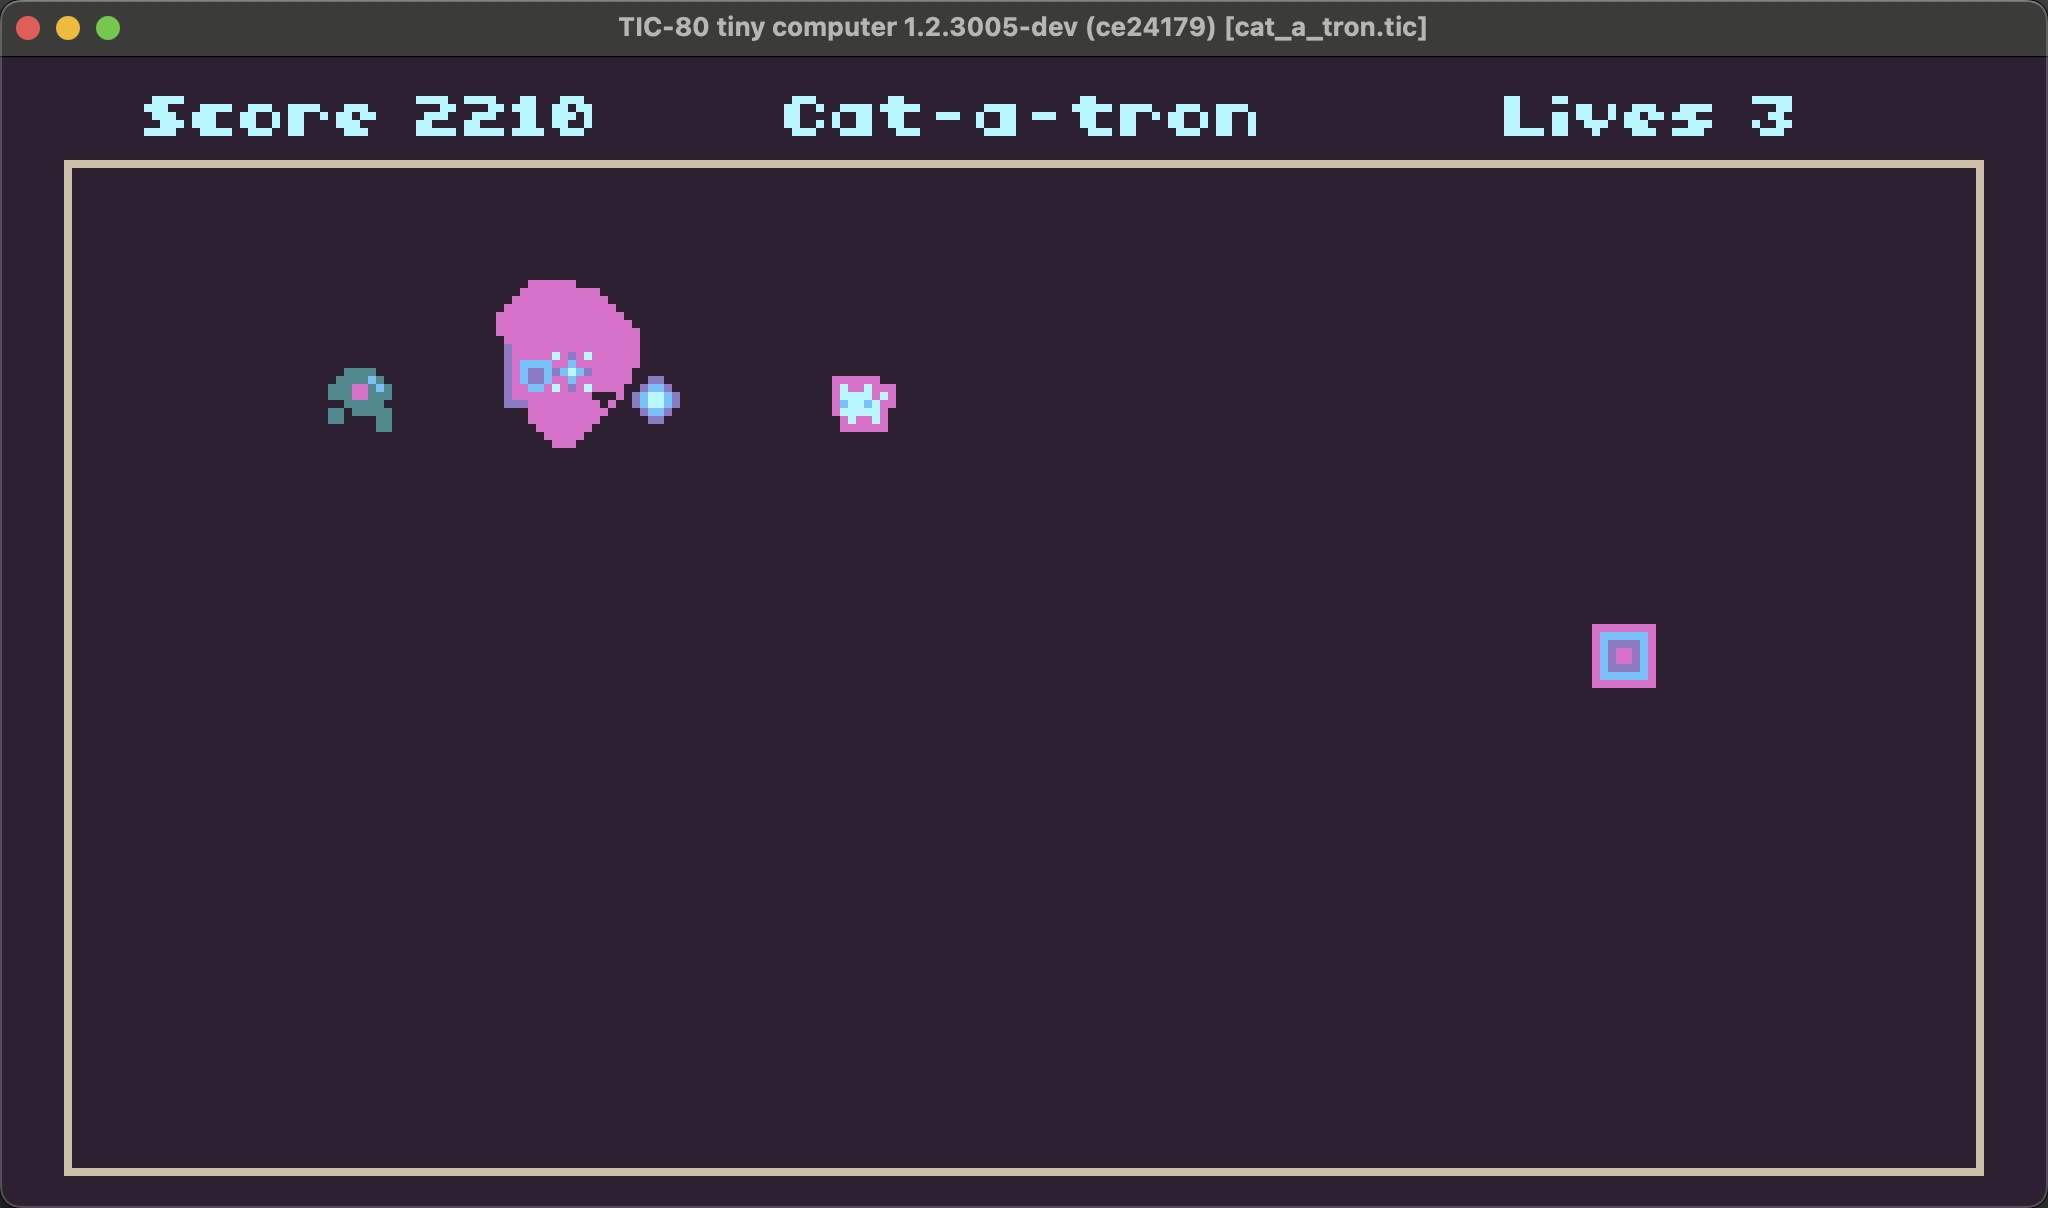 TIC-80 tiny computer 1.2.3005-dev (ce24179) [cat_a_tron.tic]
Score 2210 Cat-a-tron Lives 3